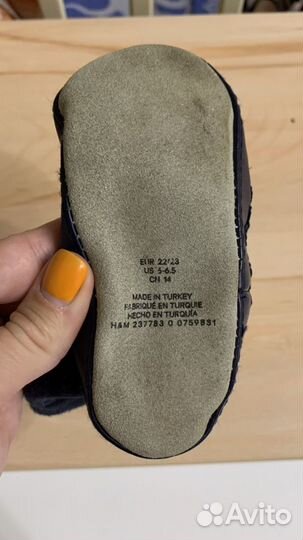 EUR 22/23
US 5-6.5
CN 14
MADE IN TURKEY
FABRIQUÉ EN TURQUIE
HECHO EN TURQUÍA
H&M 237783 0 0759831
Avito